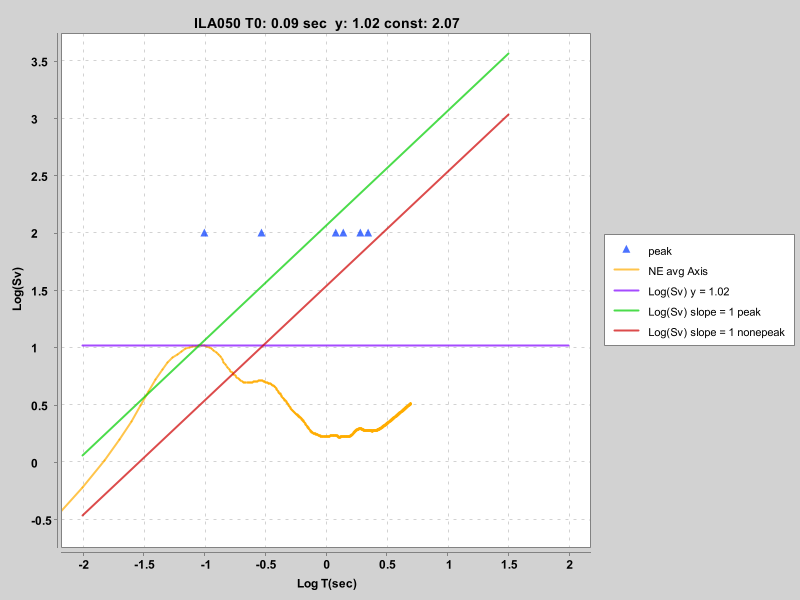 ILA050 T0: 0.09 sec  y: 1.02 const: 2.07
3.5
3
2.5
2
1.5
1
0.5
0
-0.5
Log(Sv)
-2 -1.5 -1 -0.5 0 0.5 1 1.5 2
Log T(sec)
peak
NE avg Axis
Log(Sv) y = 1.02
Log(Sv) slope = 1 peak
Log(Sv) slope = 1 nonepeak